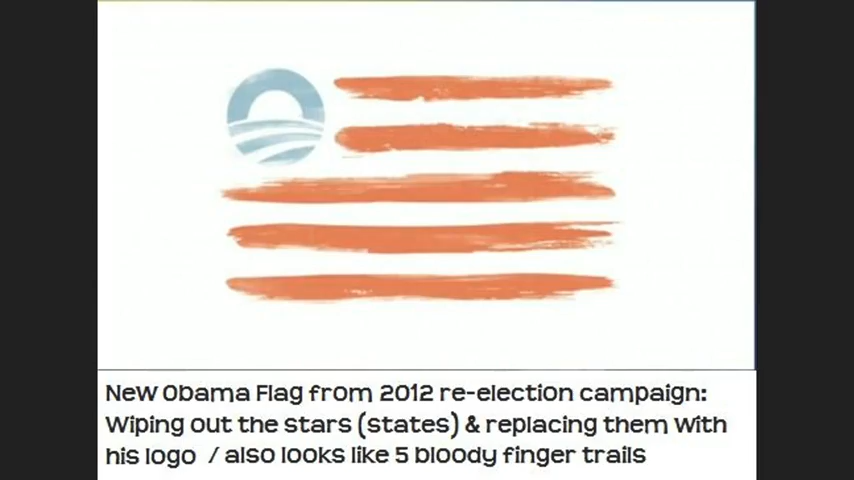 New Obama Flag from 2012 re-election campaign:
Wiping out the stars (states) & replacing them with
his logo / also looks like 5 bloody finger trails